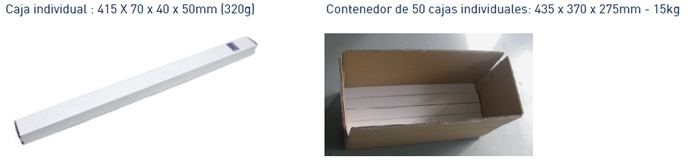 Caja individual : 415 X 70 x 40 x 50mm (320g)
Contenedor de 50 cajas individuales: 435 x 370 x 275mm - 15kg